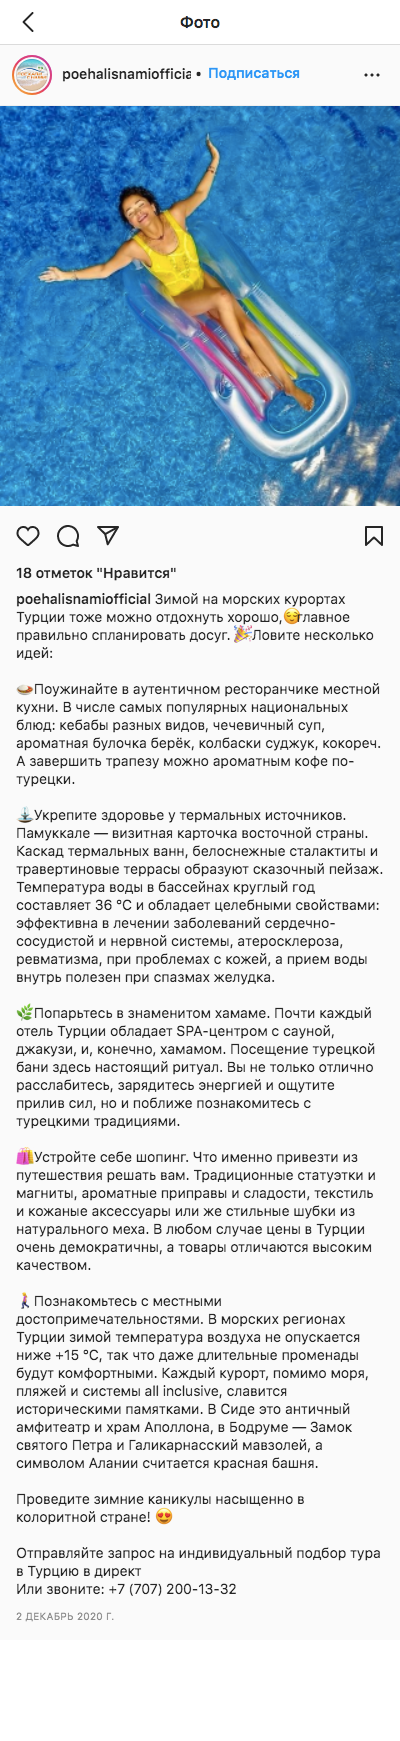 Фото
poehalisnamiofficia • Подписаться
18 отметок "Нравится"
poehalisnamiofficial Зимой на морских курортах
Турции тоже можно отдохнуть хорошо,😌главное
правильно спланировать досуг. 🎉Ловите несколько
идей:
🍛Поужинайте в аутентичном ресторанчике местной
кухни. В числе самых популярных национальных
блюд: кебабы разных видов, чечевичный суп,
ароматная булочка берёк, колбаски суджук, кокореч.
А завершить трапезу можно ароматным кофе по-
турецки.
⛲Укрепите здоровье у термальных источников.
Памуккале — визитная карточка восточной страны.
Каскад термальных ванн, белоснежные сталактиты и
травертиновые террасы образуют сказочный пейзаж.
Температура воды в бассейнах круглый год
составляет 36 °C и обладает целебными свойствами:
эффективна в лечении заболеваний сердечно-
сосудистой и нервной системы, атеросклероза,
ревматизма, при проблемах с кожей, а прием воды
внутрь полезен при спазмах желудка.
🌿Попарьтесь в знаменитом хамаме. Почти каждый
отель Турции обладает SPA-центром с сауной,
джакузи, и, конечно, хамамом. Посещение турецкой
бани здесь настоящий ритуал. Вы не только отлично
расслабитесь, зарядитесь энергией и ощутите
прилив сил, но и поближе познакомитесь с
турецкими традициями.
🛍Устройте себе шопинг. Что именно привезти из
путешествия решать вам. Традиционные статуэтки и
магниты, ароматные приправы и сладости, текстиль
и кожаные аксессуары или же стильные шубки из
натурального меха. В любом случае цены в Турции
очень демократичны, а товары отличаются высоким
качеством.
🚶‍♀️Познакомьтесь с местными
достопримечательностями. В морских регионах
Турции зимой температура воздуха не опускается
ниже +15 °C, так что даже длительные променады
будут комфортными. Каждый курорт, помимо моря,
пляжей и системы all inclusive, славится
историческими памятками. В Сиде это античный
амфитеатр и храм Аполлона, в Бодруме — Замок
святого Петра и Галикарнасский мавзолей, а
символом Алании считается красная башня.
Проведите зимние каникулы насыщенно в
колоритной стране! 😍
Отправляйте запрос на индивидуальный подбор тура
в Турцию в директ
Или звоните: +7 (707) 200-13-32
2 ДЕКАБРЬ 2020 Г.